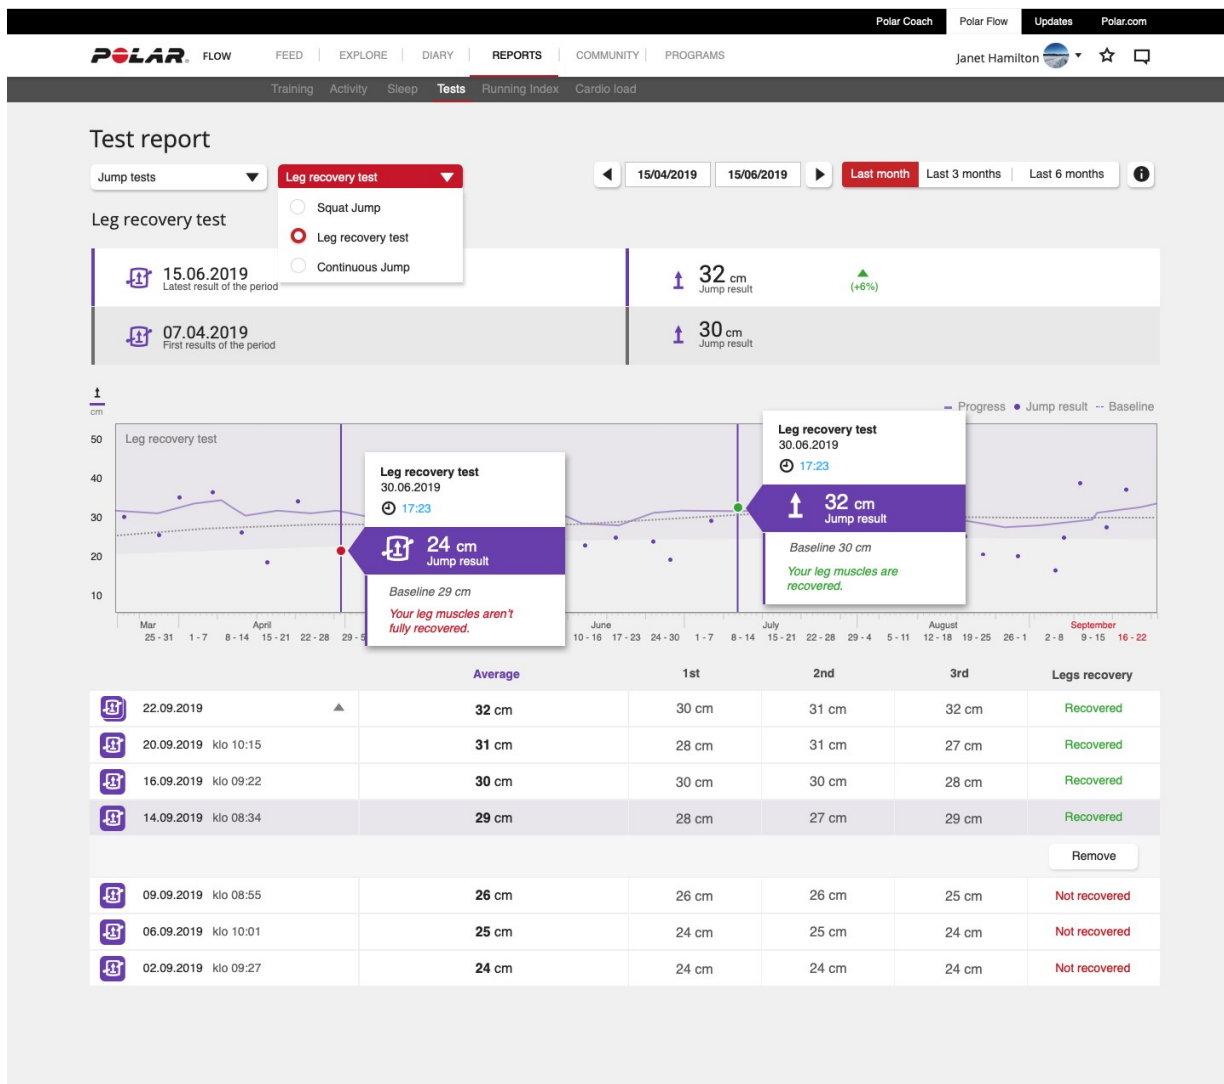 Polar Coach Polar Flow Updates Polar.com
POLAR. FLOW FEED EXPLORE DIARY REPORTS COMMUNITY PROGRAMS Janet Hamilton
Training Activity Sleep Tests Running Index Cardio load
Test report
Jump tests Leg recovery test 15/04/2019 15/06/2019 Last month Last 3 months Last 6 months
Squat Jump
Leg recovery test
Continuous Jump
Leg recovery test
15.06.2019 32 cm
Latest result of the period Jump result (+6%)
07.04.2019 30 cm
First results of the period Jump result
cm
Progress Jump result Baseline
50 Leg recovery test
40
30
20
10
Leg recovery test
30.06.2019
17:23
24 cm
Jump result
Baseline 29 cm
Your leg muscles aren't
fully recovered.
Leg recovery test
30.06.2019
17:23
32 cm
Jump result
Baseline 30 cm
Your leg muscles are
recovered.
Mar April June July August September
25 - 31 1 - 7 8 - 14 15 - 21 22 - 28 29 - 5 10 - 16 17 - 23 24 - 30 1 - 7 8 - 14 15 - 21 22 - 28 29 - 4 5 - 11 12 - 18 19 - 25 26 - 1 2 - 8 9 - 15 16 - 22
Average 1st 2nd 3rd Legs recovery
22.09.2019 32 cm 30 cm 31 cm 32 cm Recovered
20.09.2019 klo 10:15 31 cm 28 cm 31 cm 27 cm Recovered
16.09.2019 klo 09:22 30 cm 30 cm 30 cm 28 cm Recovered
14.09.2019 klo 08:34 29 cm 28 cm 27 cm 29 cm Recovered
Remove
09.09.2019 klo 08:55 26 cm 26 cm 26 cm 25 cm Not recovered
06.09.2019 klo 10:01 25 cm 24 cm 25 cm 24 cm Not recovered
02.09.2019 klo 09:27 24 cm 24 cm 24 cm 24 cm Not recovered